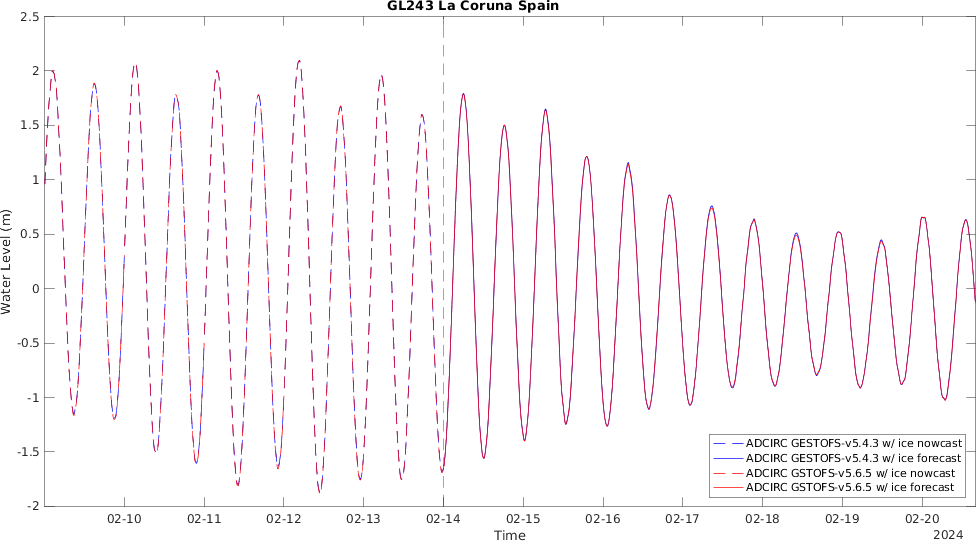 GL243 La Coruna Spain
2.5
2
1.5
1
0.5
0
-0.5
-1
-1.5
-2
Water Level (m)
ADCIRC GESTOFS-v5.4.3 w/ ice nowcast
ADCIRC GESTOFS-v5.4.3 w/ ice forecast
ADCIRC GSTOFS-v5.6.5 w/ ice nowcast
ADCIRC GSTOFS-v5.6.5 w/ ice forecast
02-10 02-11 02-12 02-13 02-14 02-15 02-16 02-17 02-18 02-19 02-20
Time
2024